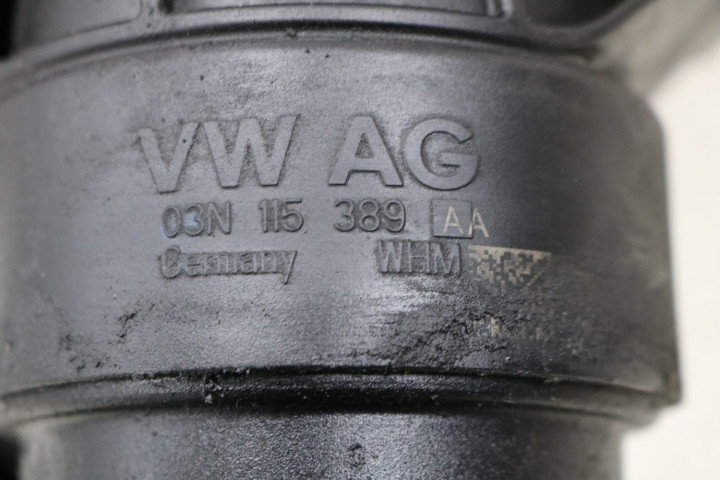 VW AG
03N 115 389 AA
Germany WHM